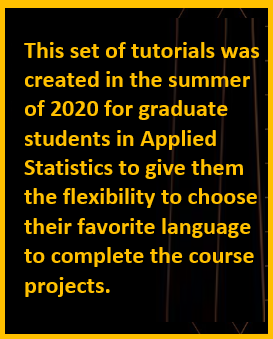 This set of tutorials was
created in the summer
of 2020 for graduate
students in Applied
Statistics to give them
the flexibility to choose
their favorite language
to complete the course
projects.